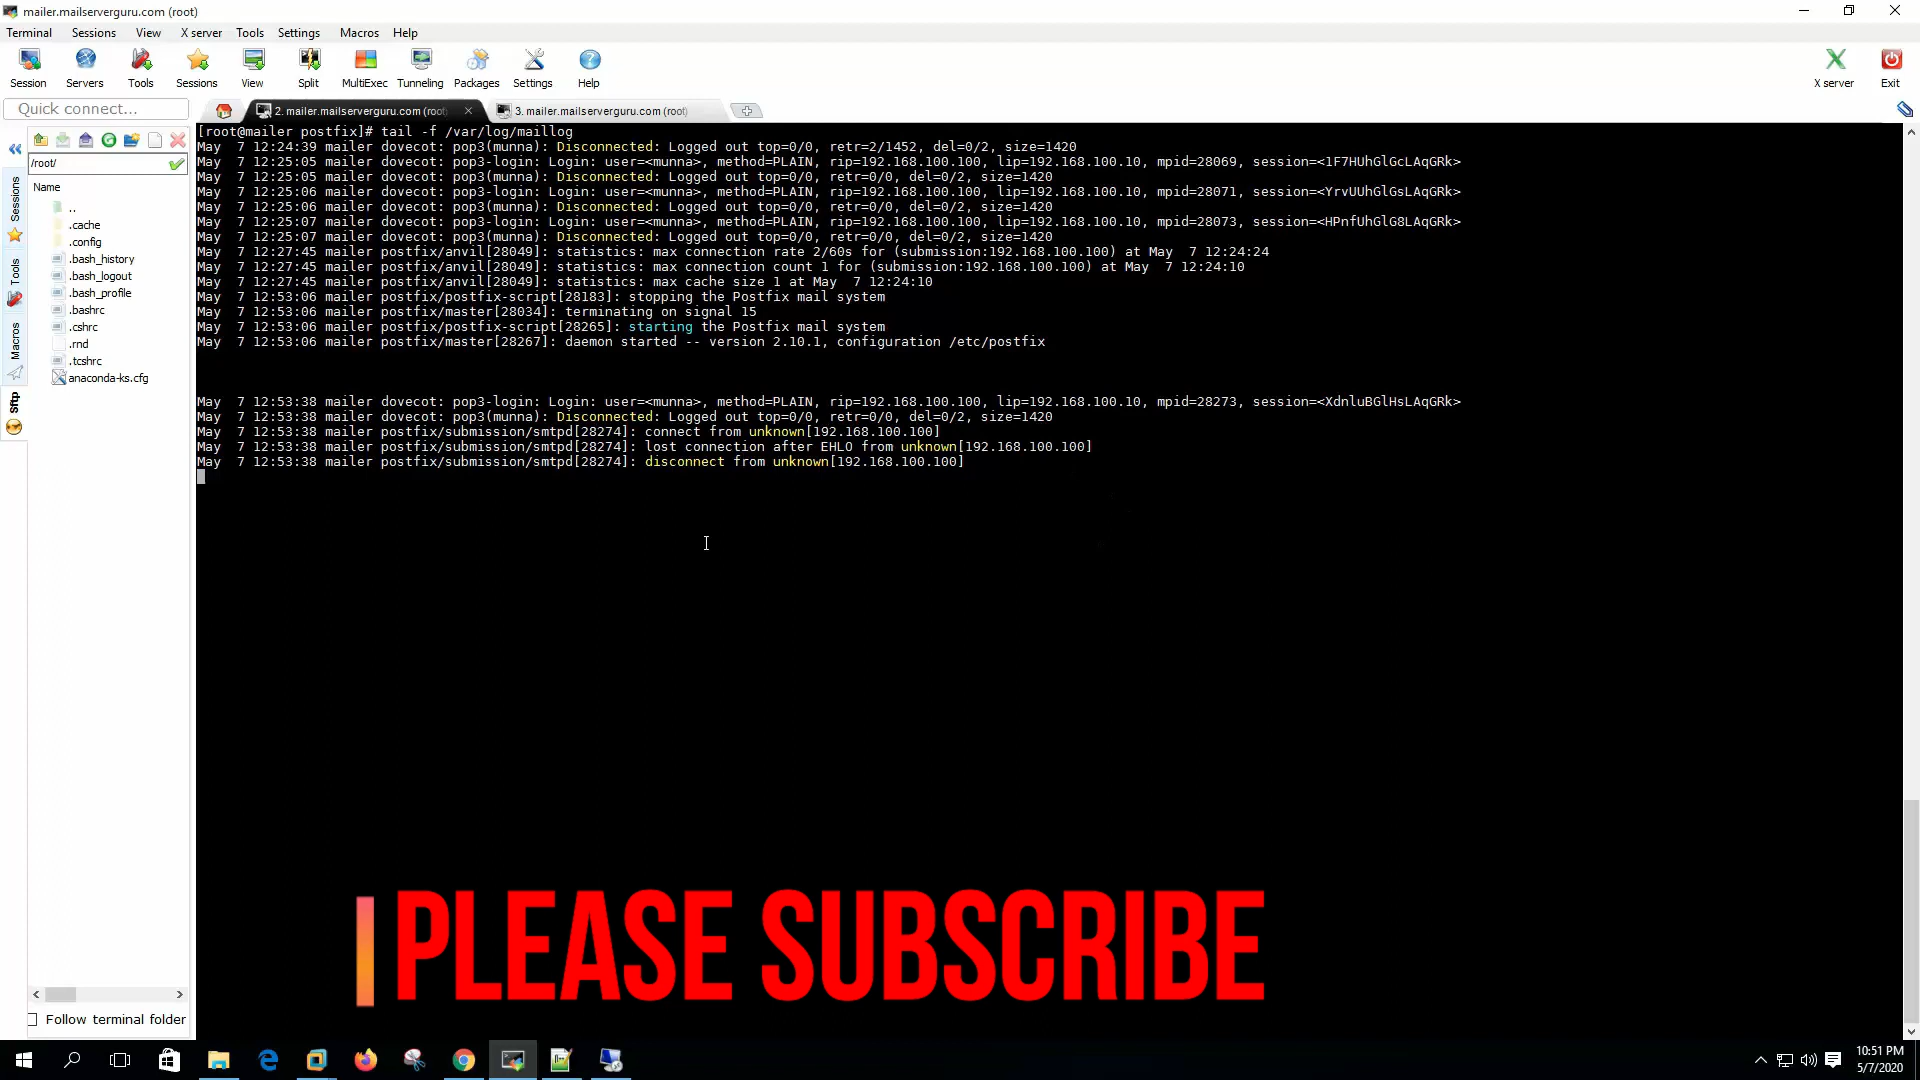 mailer.mailserverguru.com (root)
Terminal Sessions View X server Tools Settings Macros Help
Session Servers Tools Sessions View Split MultiExec Tunneling Packages Settings Help X server Exit
Quick connect...
2. mailer.mailserverguru.com (root
3. mailer.mailserverguru.com (root)
/root/
Name
..
.cache
.config
.bash_history
.bash_logout
.bash_profile
.bashrc
.cshrc
.rnd
.tcshrc
anaconda-ks.cfg
Sessions
Tools
Macros
Sftp
Follow terminal folder
[root@mailer postfix]# tail -f /var/log/maillog
May  7 12:24:39 mailer dovecot: pop3(munna): Disconnected: Logged out top=0/0, retr=2/1452, del=0/2, size=1420
May  7 12:25:05 mailer dovecot: pop3-login: Login: user=<munna>, method=PLAIN, rip=192.168.100.100, lip=192.168.100.10, mpid=28069, session=<1F7HUhGlGcLAqGRk>
May  7 12:25:05 mailer dovecot: pop3(munna): Disconnected: Logged out top=0/0, retr=0/0, del=0/2, size=1420
May  7 12:25:06 mailer dovecot: pop3-login: Login: user=<munna>, method=PLAIN, rip=192.168.100.100, lip=192.168.100.10, mpid=28071, session=<YrvUUhGlGsLAqGRk>
May  7 12:25:06 mailer dovecot: pop3(munna): Disconnected: Logged out top=0/0, retr=0/0, del=0/2, size=1420
May  7 12:25:07 mailer dovecot: pop3-login: Login: user=<munna>, method=PLAIN, rip=192.168.100.100, lip=192.168.100.10, mpid=28073, session=<HPnfUhGlG8LAqGRk>
May  7 12:25:07 mailer dovecot: pop3(munna): Disconnected: Logged out top=0/0, retr=0/0, del=0/2, size=1420
May  7 12:27:45 mailer postfix/anvil[28049]: statistics: max connection rate 2/60s for (submission:192.168.100.100) at May  7 12:24:24
May  7 12:27:45 mailer postfix/anvil[28049]: statistics: max connection count 1 for (submission:192.168.100.100) at May  7 12:24:10
May  7 12:27:45 mailer postfix/anvil[28049]: statistics: max cache size 1 at May  7 12:24:10
May  7 12:53:06 mailer postfix/postfix-script[28183]: stopping the Postfix mail system
May  7 12:53:06 mailer postfix/master[28034]: terminating on signal 15
May  7 12:53:06 mailer postfix/postfix-script[28265]: starting the Postfix mail system
May  7 12:53:06 mailer postfix/master[28267]: daemon started -- version 2.10.1, configuration /etc/postfix
May  7 12:53:38 mailer dovecot: pop3-login: Login: user=<munna>, method=PLAIN, rip=192.168.100.100, lip=192.168.100.10, mpid=28273, session=<XdnluBGlHsLAqGRk>
May  7 12:53:38 mailer dovecot: pop3(munna): Disconnected: Logged out top=0/0, retr=0/0, del=0/2, size=1420
May  7 12:53:38 mailer postfix/submission/smtpd[28274]: connect from unknown[192.168.100.100]
May  7 12:53:38 mailer postfix/submission/smtpd[28274]: lost connection after EHLO from unknown[192.168.100.100]
May  7 12:53:38 mailer postfix/submission/smtpd[28274]: disconnect from unknown[192.168.100.100]
PLEASE SUBSCRIBE
10:51 PM
5/7/2020